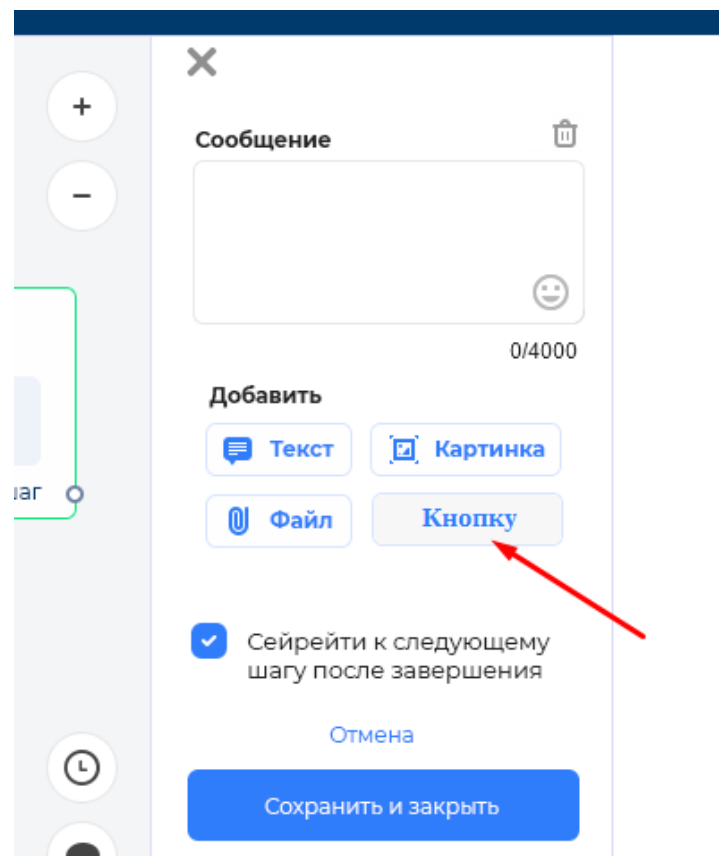 Сообщение
0/4000
Добавить
Текст
Картинка
Файл
Кнопку
Сейрейти к следующему
шагу после завершения
Отмена
Сохранить и закрыть